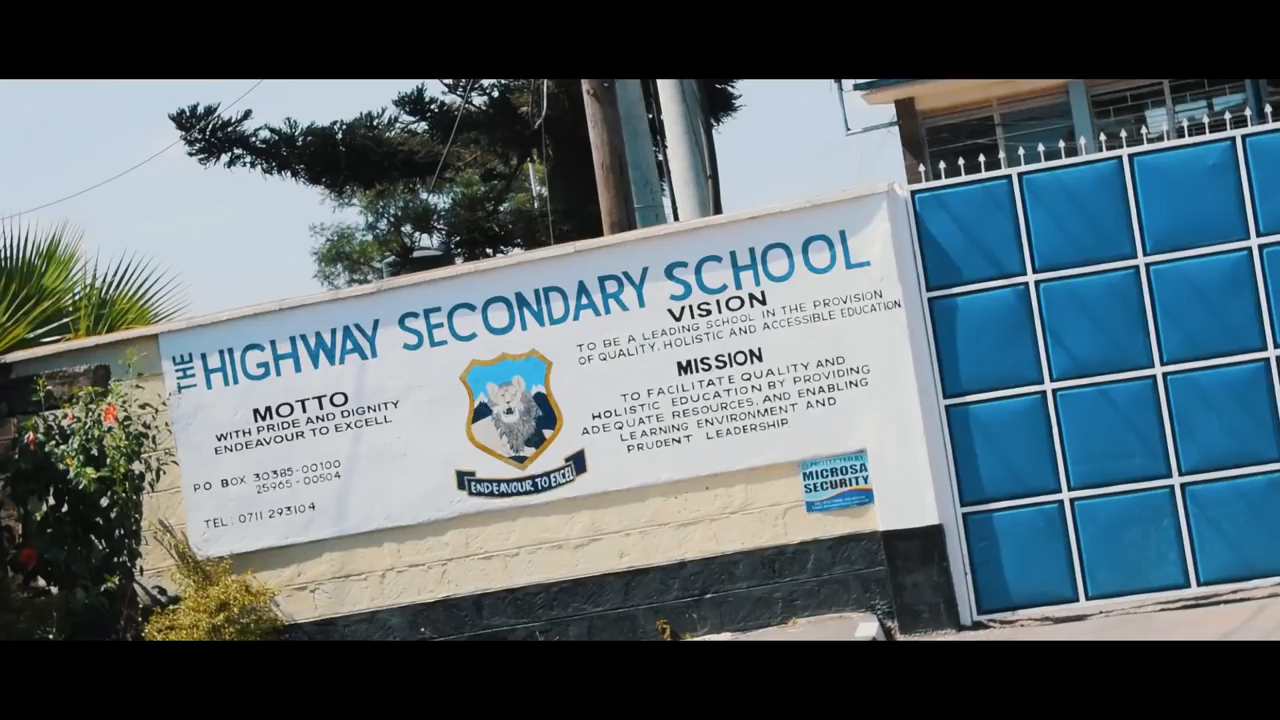 THE HIGHWAY SECONDARY SCHOOL
MOTTO
WITH PRIDE AND DIGNITY
ENDEAVOUR TO EXCELL
P O BOX 30385-00100
25965-00504
TEL: 0711 293104
ENDEAVOUR TO EXCEL
VISION
TO BE A LEADING SCHOOL IN THE PROVISION
OF QUALITY, HOLISTIC AND ACCESSIBLE EDUCATION
MISSION
TO FACILITATE QUALITY AND
HOLISTIC EDUCATION BY PROVIDING
ADEQUATE RESOURCES, AND ENABLING
LEARNING ENVIRONMENT AND
PRUDENT LEADERSHIP.
PROTECTED BY
MICROSA
SECURITY